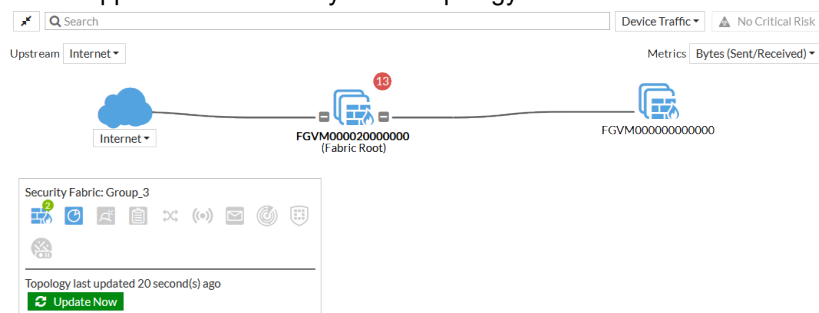 Search
Device Traffic
No Critical Risk
Upstream
Internet
Metrics
Bytes (Sent/Received)
13
Internet
FGVM000020000000
(Fabric Root)
FGVM000000000000
Security Fabric: Group_3
2
Topology last updated 20 second(s) ago
Update Now